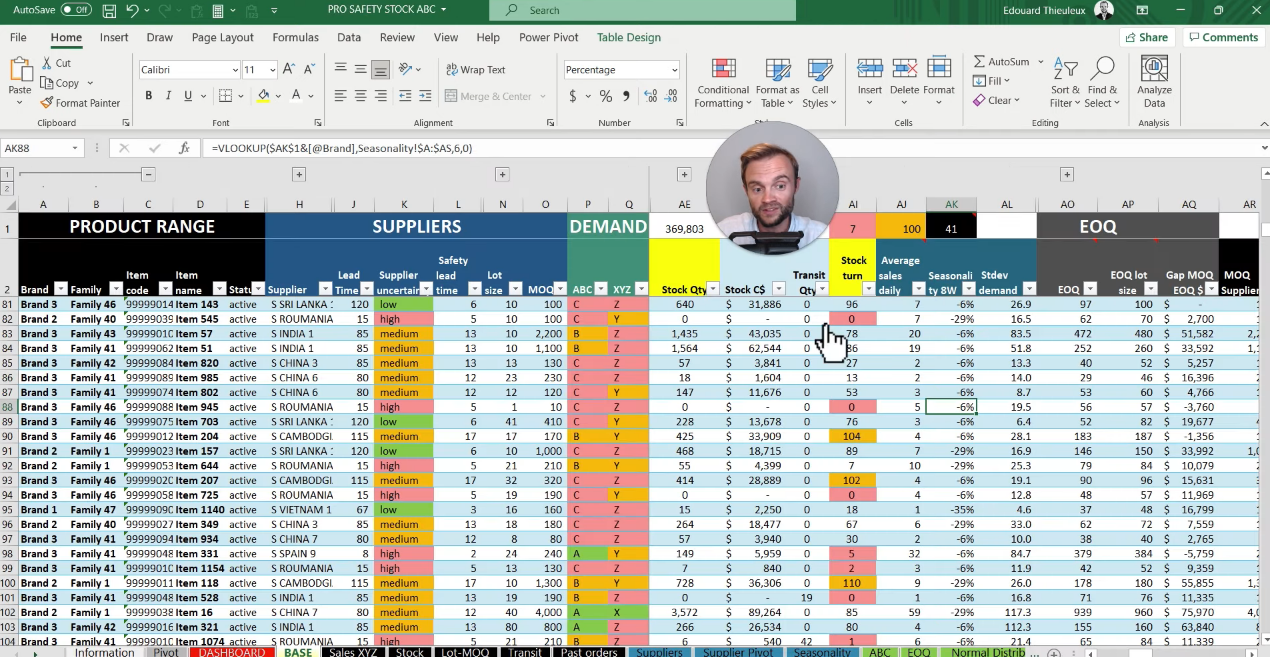 AutoSave Off PRO SAFETY STOCK ABC Search Edouard Thieuleux
File Home Insert Draw Page Layout Formulas Data Review View Help Power Pivot Table Design Share Comments
Paste Cut Copy Format Painter Calibri 11 B I U Wrap Text Merge & Center Percentage $ % Conditional Formatting Format as Table Cell Styles Insert Delete Format AutoSum Fill Clear Sort & Filter Find & Select Analyze Data
Clipboard Font Alignment Number Cells Editing Analysis
AK88 fx =VLOOKUP($AK$1&[@Brand],Seasonality!$A:$AS,6,0)
1
2
A B C D E H J K L N O P Q AE AI AJ AK AL AO AP AQ AR
1 PRODUCT RANGE SUPPLIERS DEMAND 369,803 7 100 41 EOQ
2 Brand Family Item code Item name Statu Supplier Lead Time Supplier uncertain Safety lead time Lot size MOQ ABC XYZ Stock Qty Stock C$ Transit Qty Stock turn Average sales daily Seasonali ty 8W Stdev demand EOQ EOQ lot size Gap MOQ EOQ $ MOQ Supplier
81 Brand 3 Family 46 99999014 Item 143 active S SRI LANKA 120 low 6 10 100 C Z 640 $ 31,886 0 96 7 -6% 26.9 97 100 $ -
82 Brand 2 Family 40 99999039 Item 545 active S ROUMANIA 15 high 5 10 100 C Y 0 $ - 0 0 7 -29% 16.5 62 70 $ 2,700
83 Brand 3 Family 43 99999010 Item 57 active S INDIA 1 85 medium 13 10 2,200 B Z 1,435 $ 43,035 0 78 20 -6% 83.5 472 480 $ 51,582
84 Brand 3 Family 41 99999062 Item 51 active S INDIA 1 85 medium 13 10 1,100 B Z 1,564 $ 62,544 0 86 19 -6% 51.8 252 260 $ 33,592
85 Brand 3 Family 42 99999084 Item 820 active S CHINA 3 85 medium 13 13 130 C Z 57 $ 3,841 0 27 2 -6% 13.3 40 52 $ 5,257
86 Brand 3 Family 41 99999089 Item 985 active S CHINA 6 80 medium 12 23 230 C Z 18 $ 1,604 0 13 2 -6% 14.0 29 46 $ 16,396
87 Brand 3 Family 41 99999074 Item 802 active S CHINA 6 80 medium 12 12 120 C Y 147 $ 11,676 0 53 3 -6% 8.7 53 60 $ 4,766
88 Brand 3 Family 46 99999088 Item 945 active S ROUMANIA 15 high 5 1 10 C Z 0 $ - 0 0 5 -6% 19.5 56 57 $ -3,760
89 Brand 3 Family 46 99999075 Item 703 active S SRI LANKA 120 low 6 41 410 C Y 228 $ 13,678 0 76 3 -6% 6.4 52 82 $ 19,677
90 Brand 3 Family 46 99999011 Item 204 active S CAMBODGI 115 medium 17 17 170 B Y 425 $ 33,909 0 104 4 -6% 28.1 183 187 $ -1,356
91 Brand 2 Family 1 99999023 Item 157 active S SRI LANKA 120 low 6 10 1,000 C Z 468 $ 18,715 0 89 7 -29% 16.9 146 150 $ 33,992
92 Brand 2 Family 1 99999053 Item 644 active S ROUMANIA 15 high 5 21 210 B Y 55 $ 4,399 0 7 10 -29% 25.3 79 84 $ 10,079
93 Brand 3 Family 46 Item 207 active S CAMBODGI 115 medium 17 32 320 C Z 414 $ 28,889 0 102 4 -6% 19.1 90 96 $ 15,631
94 Brand 3 Family 46 99999058 Item 725 active S ROUMANIA 15 high 5 19 190 C Y 0 $ - 0 0 4 -6% 12.8 48 57 $ 11,969
95 Brand 1 Family 47 Item 1140 active S VIETNAM 1 67 low 3 16 160 C Z 15 $ 2,250 0 18 1 -35% 4.6 37 48 $ 16,799
96 Brand 2 Family 40 Item 349 active S CHINA 3 85 medium 13 18 180 C Z 264 $ 18,477 0 67 6 -29% 33.0 62 72 $ 7,559
97 Brand 3 Family 41 Item 934 active S CHINA 7 80 medium 12 8 80 C Z 57 $ 3,940 0 30 2 -6% 10.0 38 40 $ 2,765
98 Brand 3 Family 41 99999048 Item 331 active S SPAIN 9 8 high 2 24 240 A Y 149 $ 5,959 0 5 32 -6% 84.7 379 384 $ -5,759
99 Brand 3 Family 41 Item 1154 active S ROUMANIA 15 high 5 21 210 C Z 7 $ 840 0 2 3 -6% 11.9 42 52 $ 9,359
100 Brand 2 Family 1 99999011 Item 118 active S CAMBODGI 115 medium 17 10 1,300 B Y 728 $ 36,306 0 110 9 -29% 26.0 178 180 $ 55,855
101 Brand 3 Family 41 99999048 Item 528 active S INDIA 1 85 medium 13 19 190 B Z 0 $ - 19 0 1 -6% 16.8 71 76 $ 11,335
102 Brand 2 Family 1 99999038 Item 16 active S CHINA 7 80 medium 12 40 4,000 A X 3,572 $ 89,264 0 85 59 -29% 117.3 939 960 $ 75,970
103 Brand 3 Family 42 99999016 Item 321 active S INDIA 1 85 medium 13 80 800 A Z 265 $ 26,534 0 80 4 -6% 112.3 155 160 $ 63,840
104 Brand 3 Family 41 Item 1074 active S ROUMANIA 15 high 5 21 210 B Z 6 $ 540 42 1 6 -6% 21.4 65 84 $ 11,339
Information Pivot DASHBOARD BASE Sales XYZ Stock Lot-MOQ Transit Past orders Suppliers Supplier Pivot Seasonality ABC EOQ Normal Distrib ...